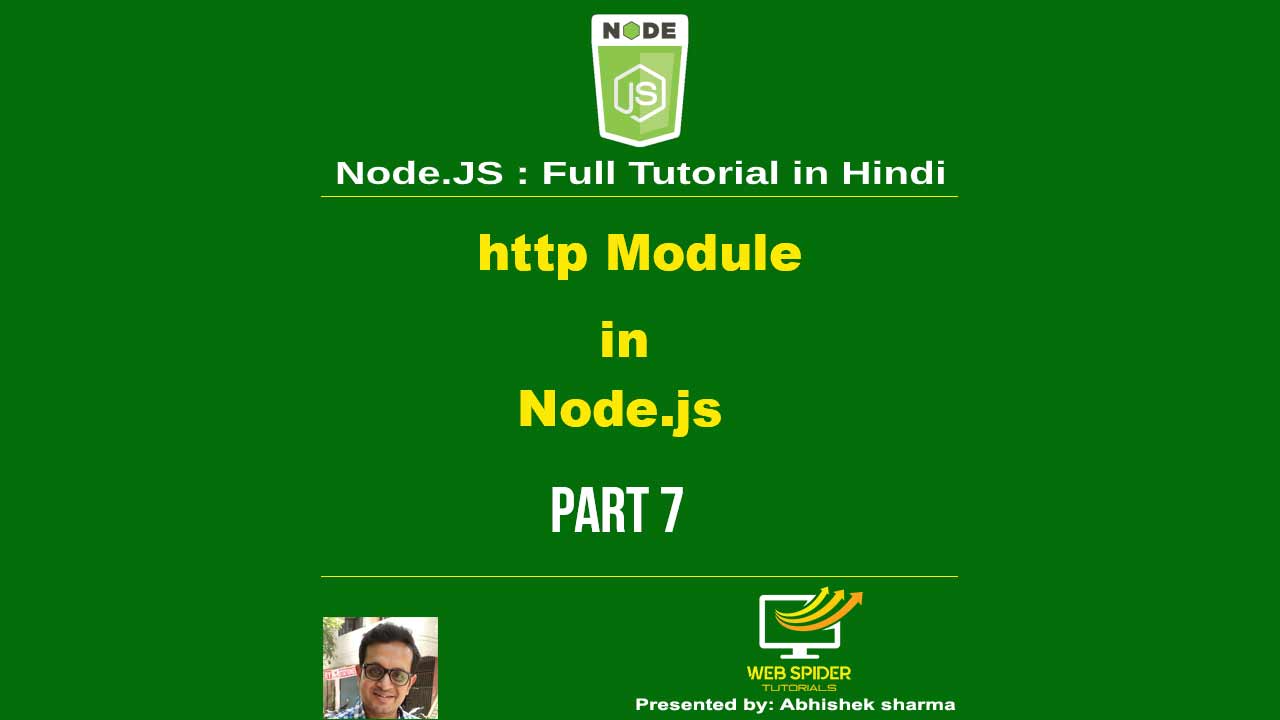 NODE
JS
Node.JS : Full Tutorial in Hindi
http Module
in
Node.js
PART 7
WEB SPIDER
TUTORIALS
Presented by: Abhishek sharma